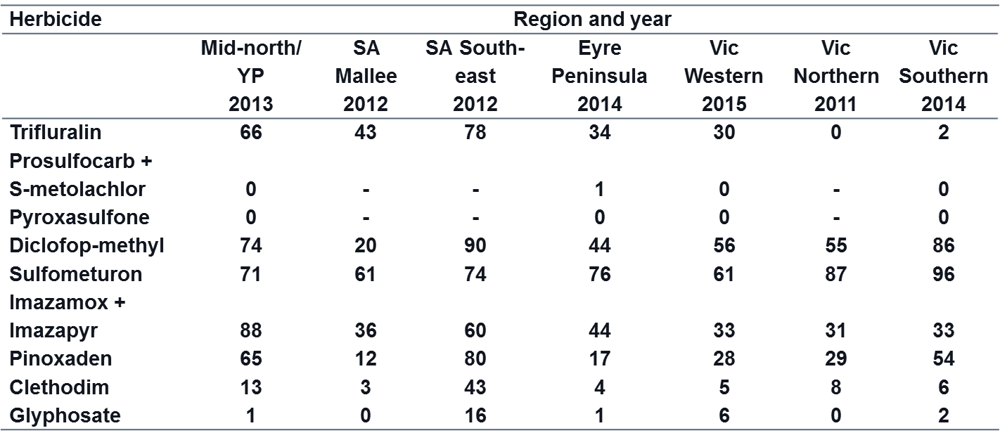 Herbicide Region and year
Mid-north/ SA SA South- Eyre Vic Vic Vic
YP Mallee east Peninsula Western Northern Southern
2013 2012 2012 2014 2015 2011 2014
Trifluralin 66 43 78 34 30 0 2
Prosulfocarb +
S-metolachlor 0 - - 1 0 - 0
Pyroxasulfone 0 - - 0 0 - 0
Diclofop-methyl 74 20 90 44 56 55 86
Sulfometuron 71 61 74 76 61 87 96
Imazamox +
Imazapyr 88 36 60 44 33 31 33
Pinoxaden 65 12 80 17 28 29 54
Clethodim 13 3 43 4 5 8 6
Glyphosate 1 0 16 1 6 0 2